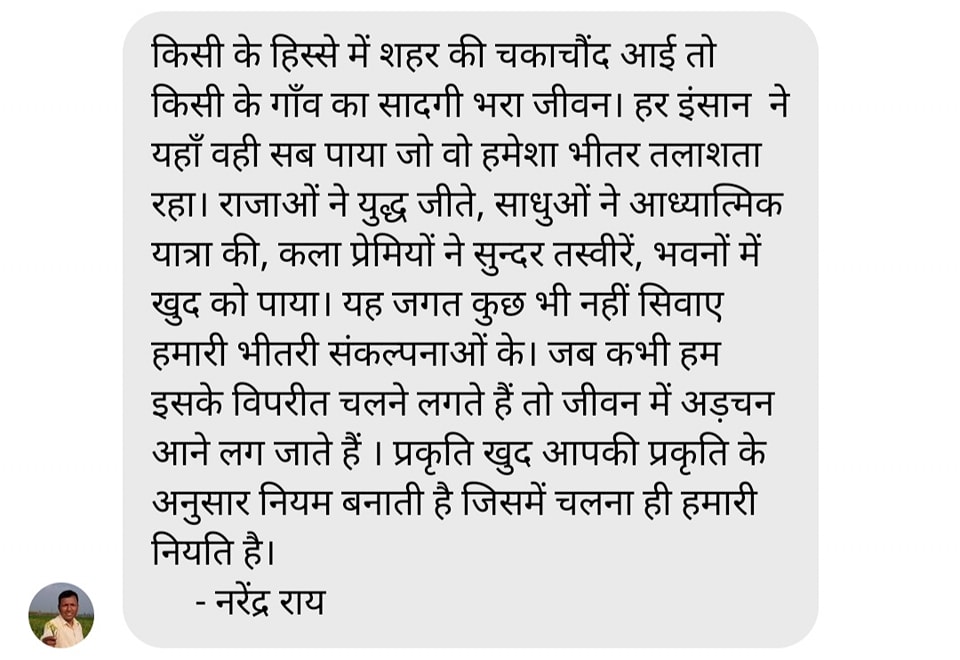 किसी के हिस्से में शहर की चकाचौंद आई तो
किसी के गाँव का सादगी भरा जीवन। हर इंसान ने
यहाँ वही सब पाया जो वो हमेशा भीतर तलाशता
रहा। राजाओं ने युद्ध जीते, साधुओं ने आध्यात्मिक
यात्रा की, कला प्रेमियों ने सुन्दर तस्वीरें, भवनों में
खुद को पाया। यह जगत कुछ भी नहीं सिवाए
हमारी भीतरी संकल्पनाओं के। जब कभी हम
इसके विपरीत चलने लगते हैं तो जीवन में अड़चन
आने लग जाते हैं । प्रकृति खुद आपकी प्रकृति के
अनुसार नियम बनाती है जिसमें चलना ही हमारी
नियति है।
- नरेंद्र राय